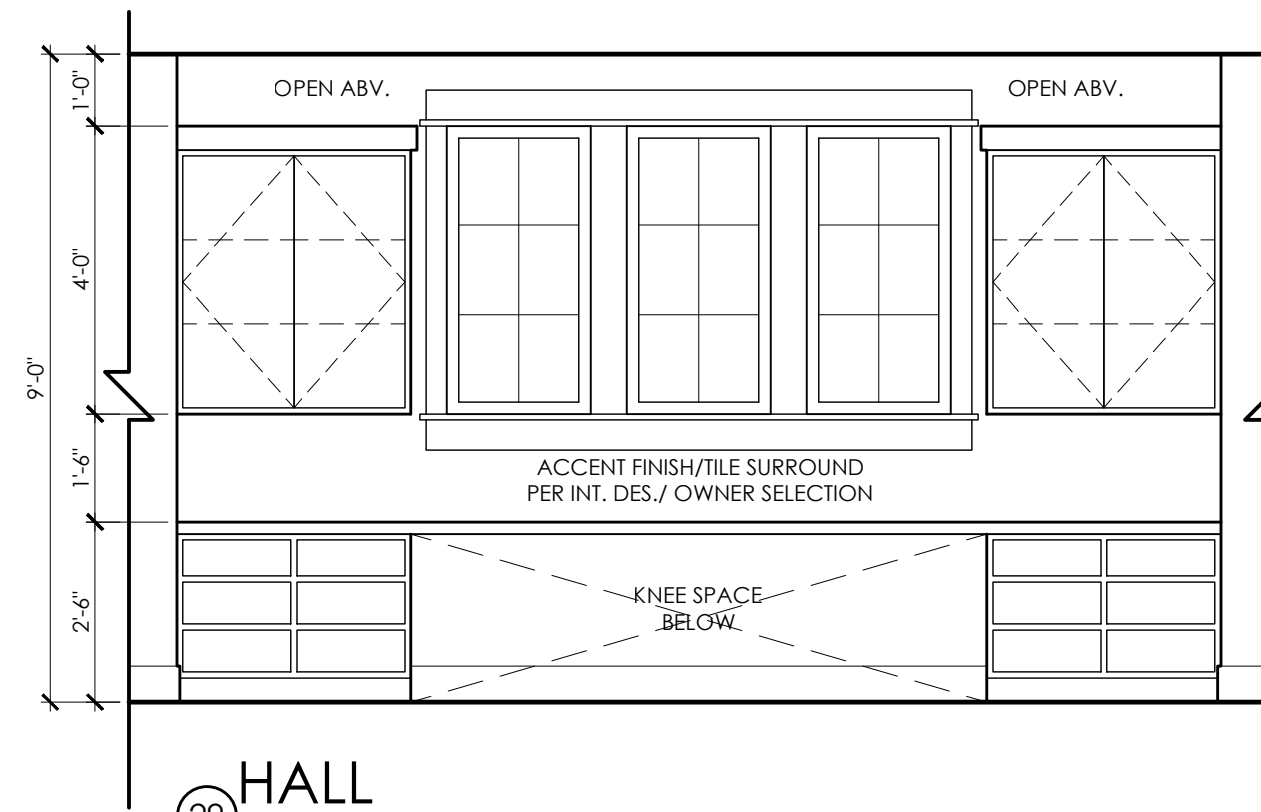 OPEN ABV.
OPEN ABV.
1'-0"
4'-0"
9'-0"
1'-6"
ACCENT FINISH/TILE SURROUND
PER INT. DES./ OWNER SELECTION
2'-6"
KNEE SPACE
BELOW
HALL